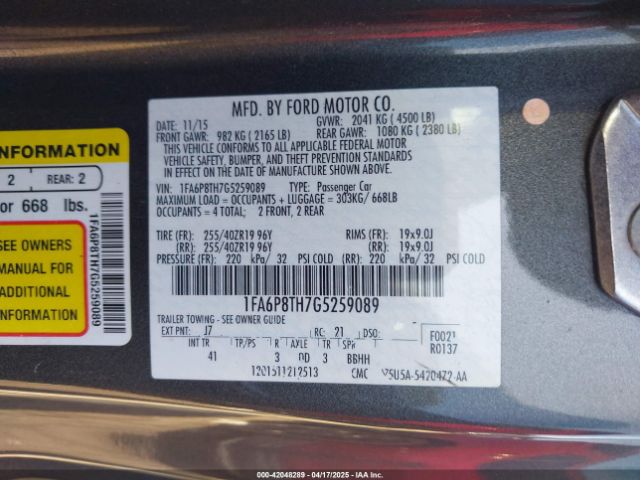 NFORMATION
2 REAR: 2
or 668 lbs.
SEE OWNERS
MANUAL FOR
ADDITIONAL
INFORMATION
1FA6P8TH7G5259089
MFD. BY FORD MOTOR CO.
DATE: 11/15 GVWR: 2041 KG ( 4500 LB)
FRONT GAWR: 982 KG ( 2165 LB) REAR GAWR: 1080 KG ( 2380 LB)
THIS VEHICLE CONFORMS TO ALL APPLICABLE FEDERAL MOTOR
VEHICLE SAFETY, BUMPER, AND THEFT PREVENTION STANDARDS
IN EFFECT ON THE DATE OF MANUFACTURE SHOWN ABOVE.
VIN: 1FA6P8TH7G5259089 TYPE: Passenger Car
MAXIMUM LOAD = OCCUPANTS + LUGGAGE = 303KG/ 668LB
OCCUPANTS = 4 TOTAL; 2 FRONT, 2 REAR
TIRE (FR): 255/40ZR19 96Y RIMS (FR): 19x9.0J
(RR): 255/40ZR19 96Y (RR): 19x9.0J
PRESSURE (FR): 220 kPa/ 32 PSI COLD (RR): 220 kPa/ 32 PSI COLD
1FA6P8TH7G5259089
TRAILER TOWING - SEE OWNER GUIDE
EXT PNT: J7 RC: 21 DSO:
INT TR TP/PS R AXLE TR SPR
41 3 DD 3 BBHH
F0021
R0137
1201511212513 CMC
000-42048289 - 04/17/2025 - IAA Inc.